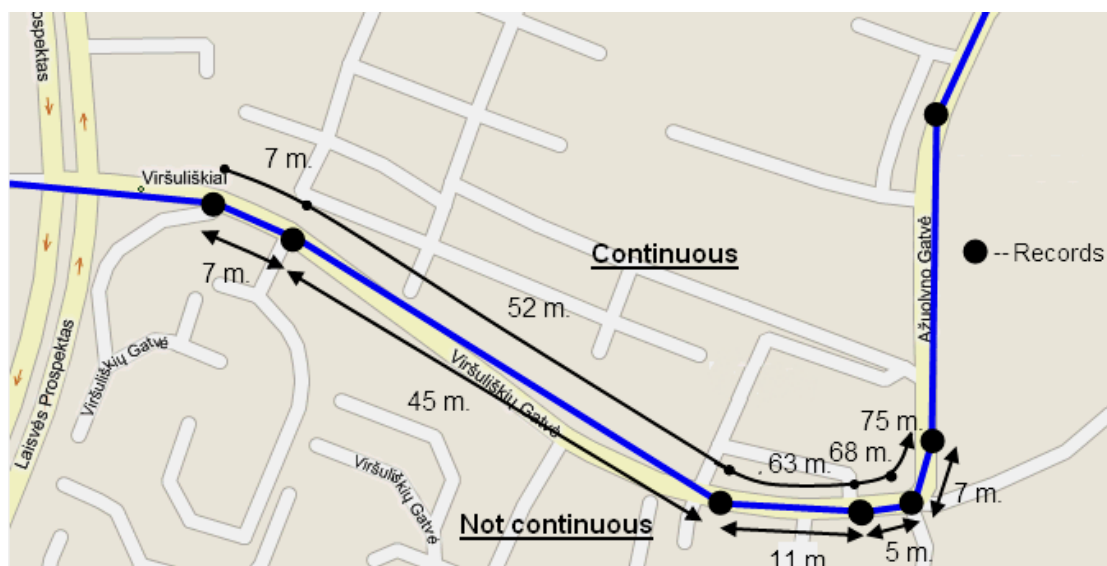 Prospektas
Viršuliškiai
7 m.
Continuous
-- Records
7 m.
52 m.
Ažuolyno Gatvė
Laisvės Prospektas
Viršuliškių Gatvė
45 m.
Viršuliškių Gatvė
75 m.
68 m.
63 m.
Viršuliškių Gatvė
7 m.
Not continuous
11 m.
5 m.